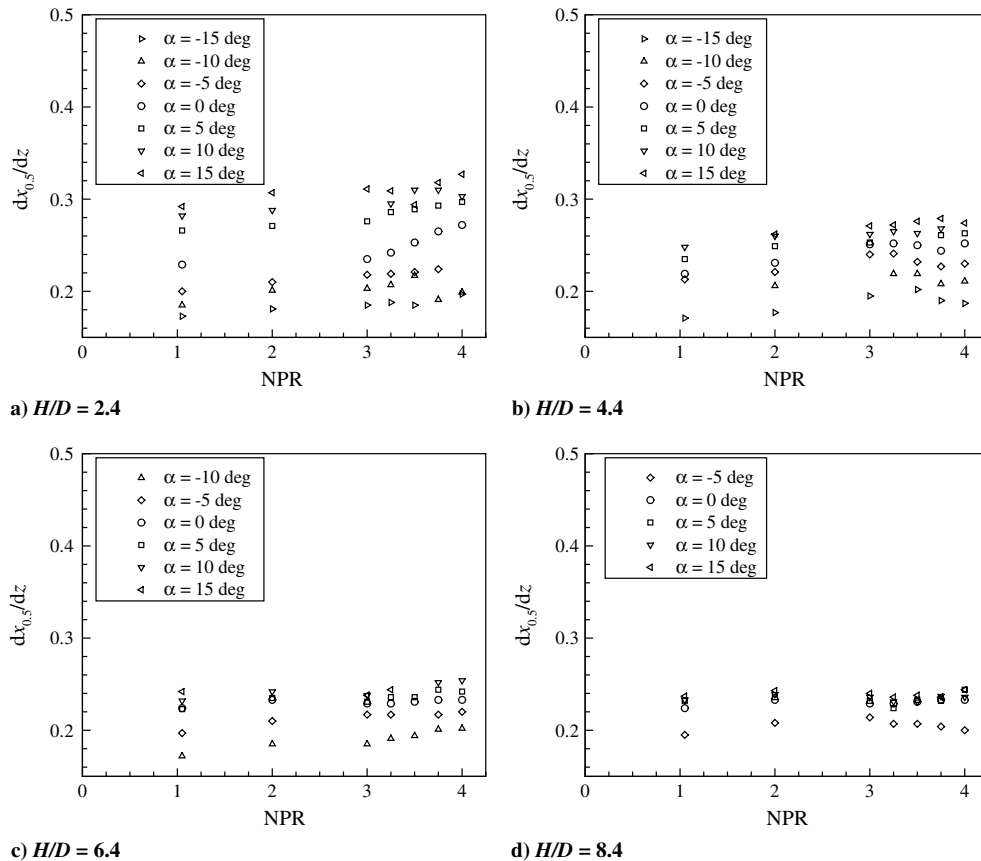 0.5
0.4
0.3
0.2
dx0.5/dz
α = -15 deg
α = -10 deg
α = -5 deg
α = 0 deg
α = 5 deg
α = 10 deg
α = 15 deg
0 1 2 3 4
NPR
a) H/D = 2.4
0.5
0.4
0.3
0.2
dx0.5/dz
α = -15 deg
α = -10 deg
α = -5 deg
α = 0 deg
α = 5 deg
α = 10 deg
α = 15 deg
0 1 2 3 4
NPR
b) H/D = 4.4
0.5
0.4
0.3
0.2
dx0.5/dz
α = -10 deg
α = -5 deg
α = 0 deg
α = 5 deg
α = 10 deg
α = 15 deg
0 1 2 3 4
NPR
c) H/D = 6.4
0.5
0.4
0.3
0.2
dx0.5/dz
α = -5 deg
α = 0 deg
α = 5 deg
α = 10 deg
α = 15 deg
0 1 2 3 4
NPR
d) H/D = 8.4